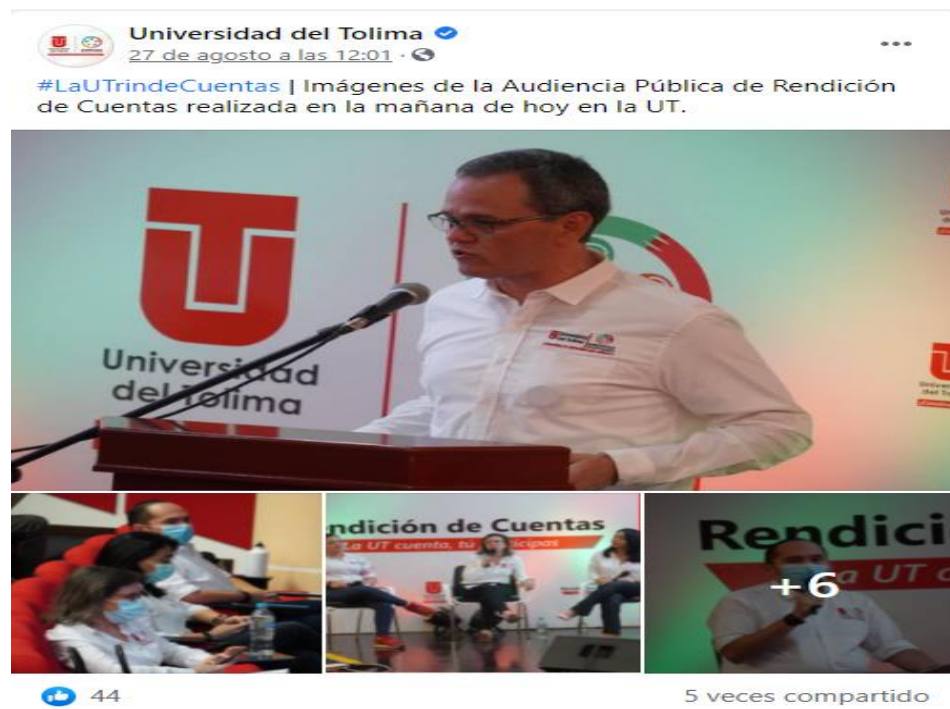 Universidad del Tolima
27 de agosto a las 12:01
#LaUTrindeCuentas | Imágenes de la Audiencia Pública de Rendición
de Cuentas realizada en la mañana de hoy en la UT.
Universidad
del Tolima
ndición de Cuentas
La UT cuenta, tú participas
Rendici
a UT c
+6
44
5 veces compartido